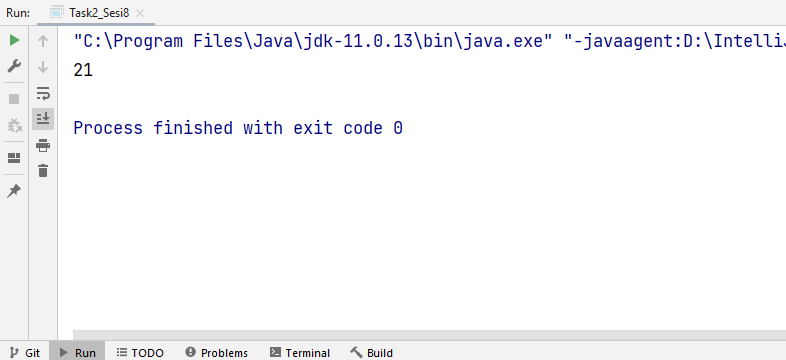 Run: Task2_Sesi8
"C:\Program Files\Java\jdk-11.0.13\bin\java.exe" "-javaagent:D:\IntelliJ
21
Process finished with exit code 0
Git Run TODO Problems Terminal Build